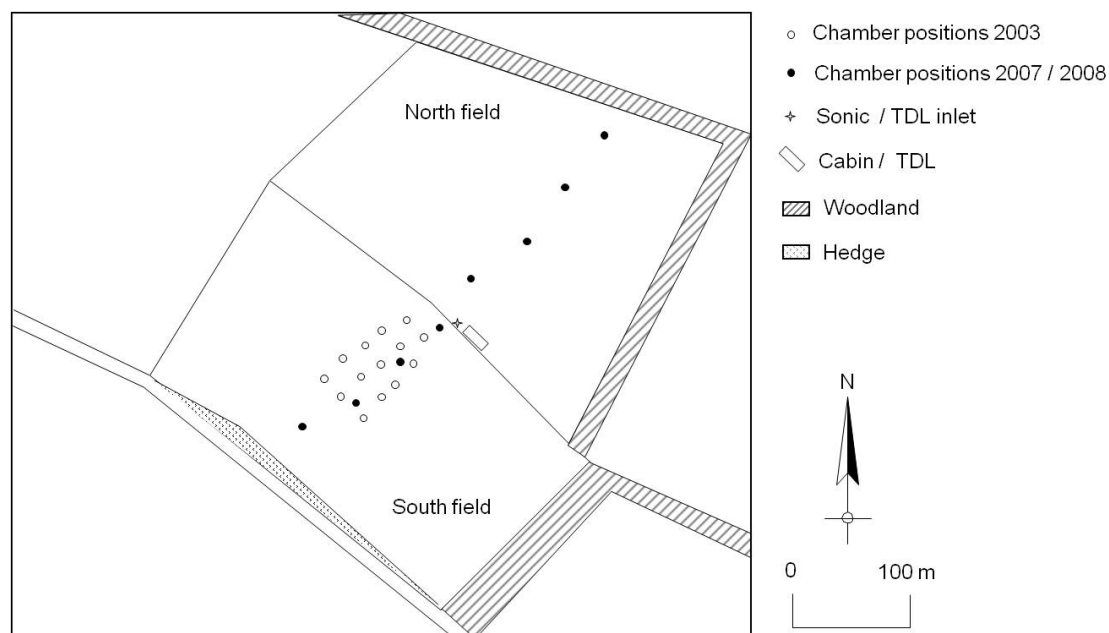 North field
South field
Chamber positions 2003
Chamber positions 2007 / 2008
Sonic / TDL inlet
Cabin / TDL
Woodland
Hedge
N
0 100 m